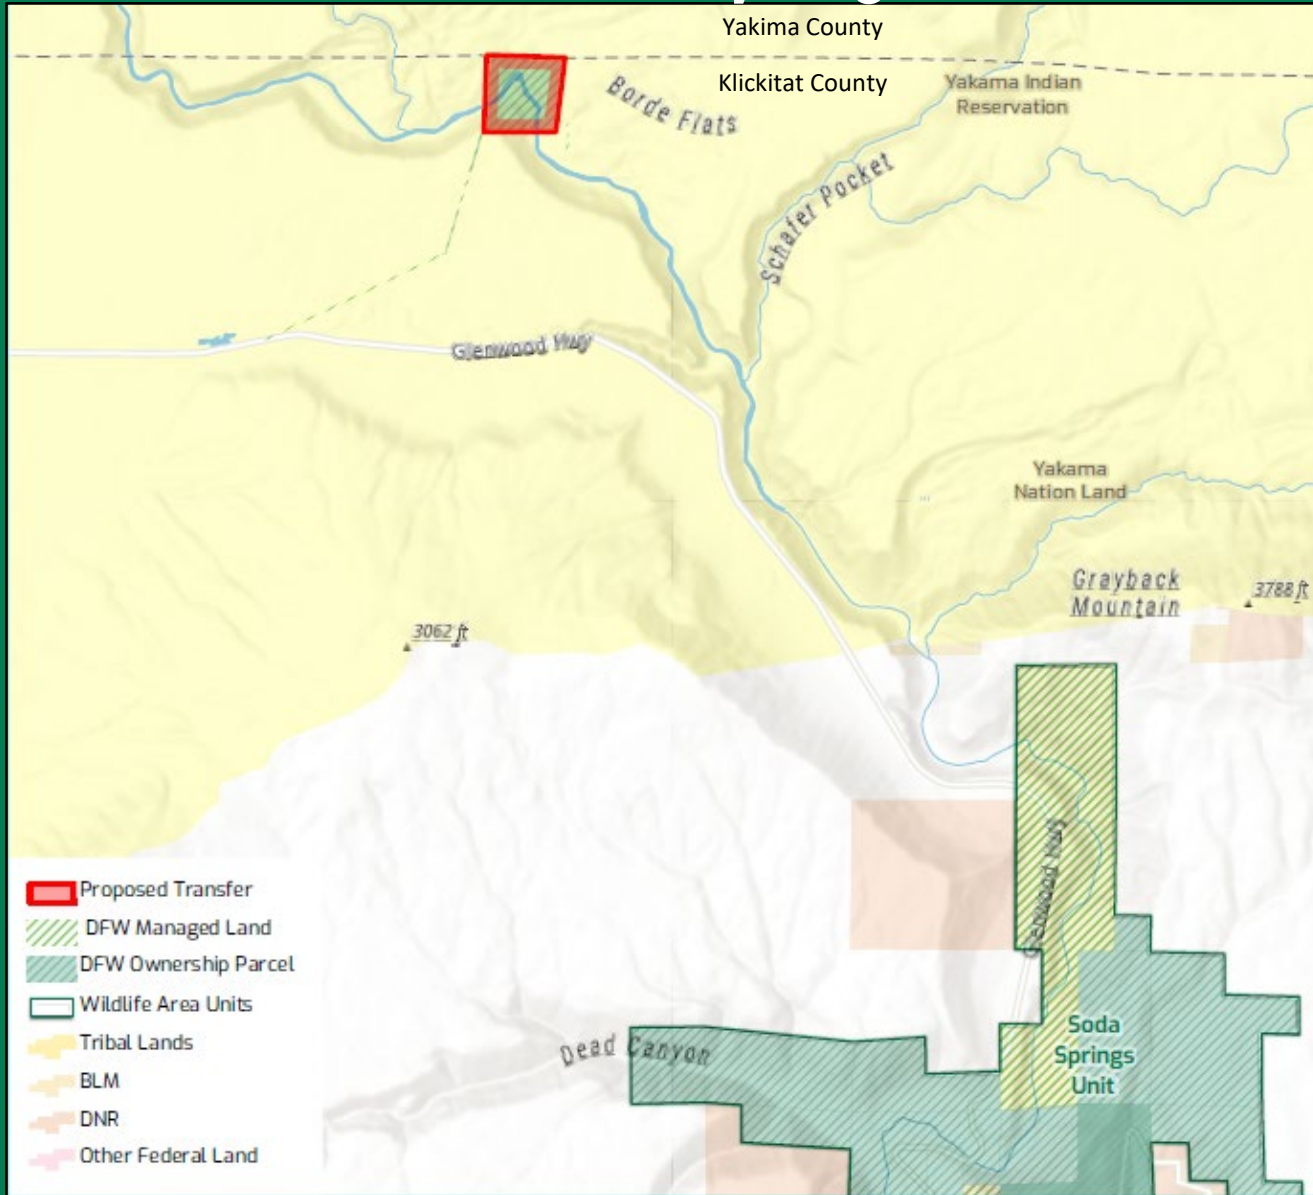 Yakima County
Klickitat County
Yakama Indian
Reservation
Borde Flats
Schafer Pocket
Glenwood Hwy
Yakama
Nation Land
Grayback
Mountain
3788 ft
3062 ft
Glenwood Hwy
Proposed Transfer
DFW Managed Land
DFW Ownership Parcel
Wildlife Area Units
Tribal Lands
BLM
DNR
Other Federal Land
Dead Canyon
Soda
Springs
Unit